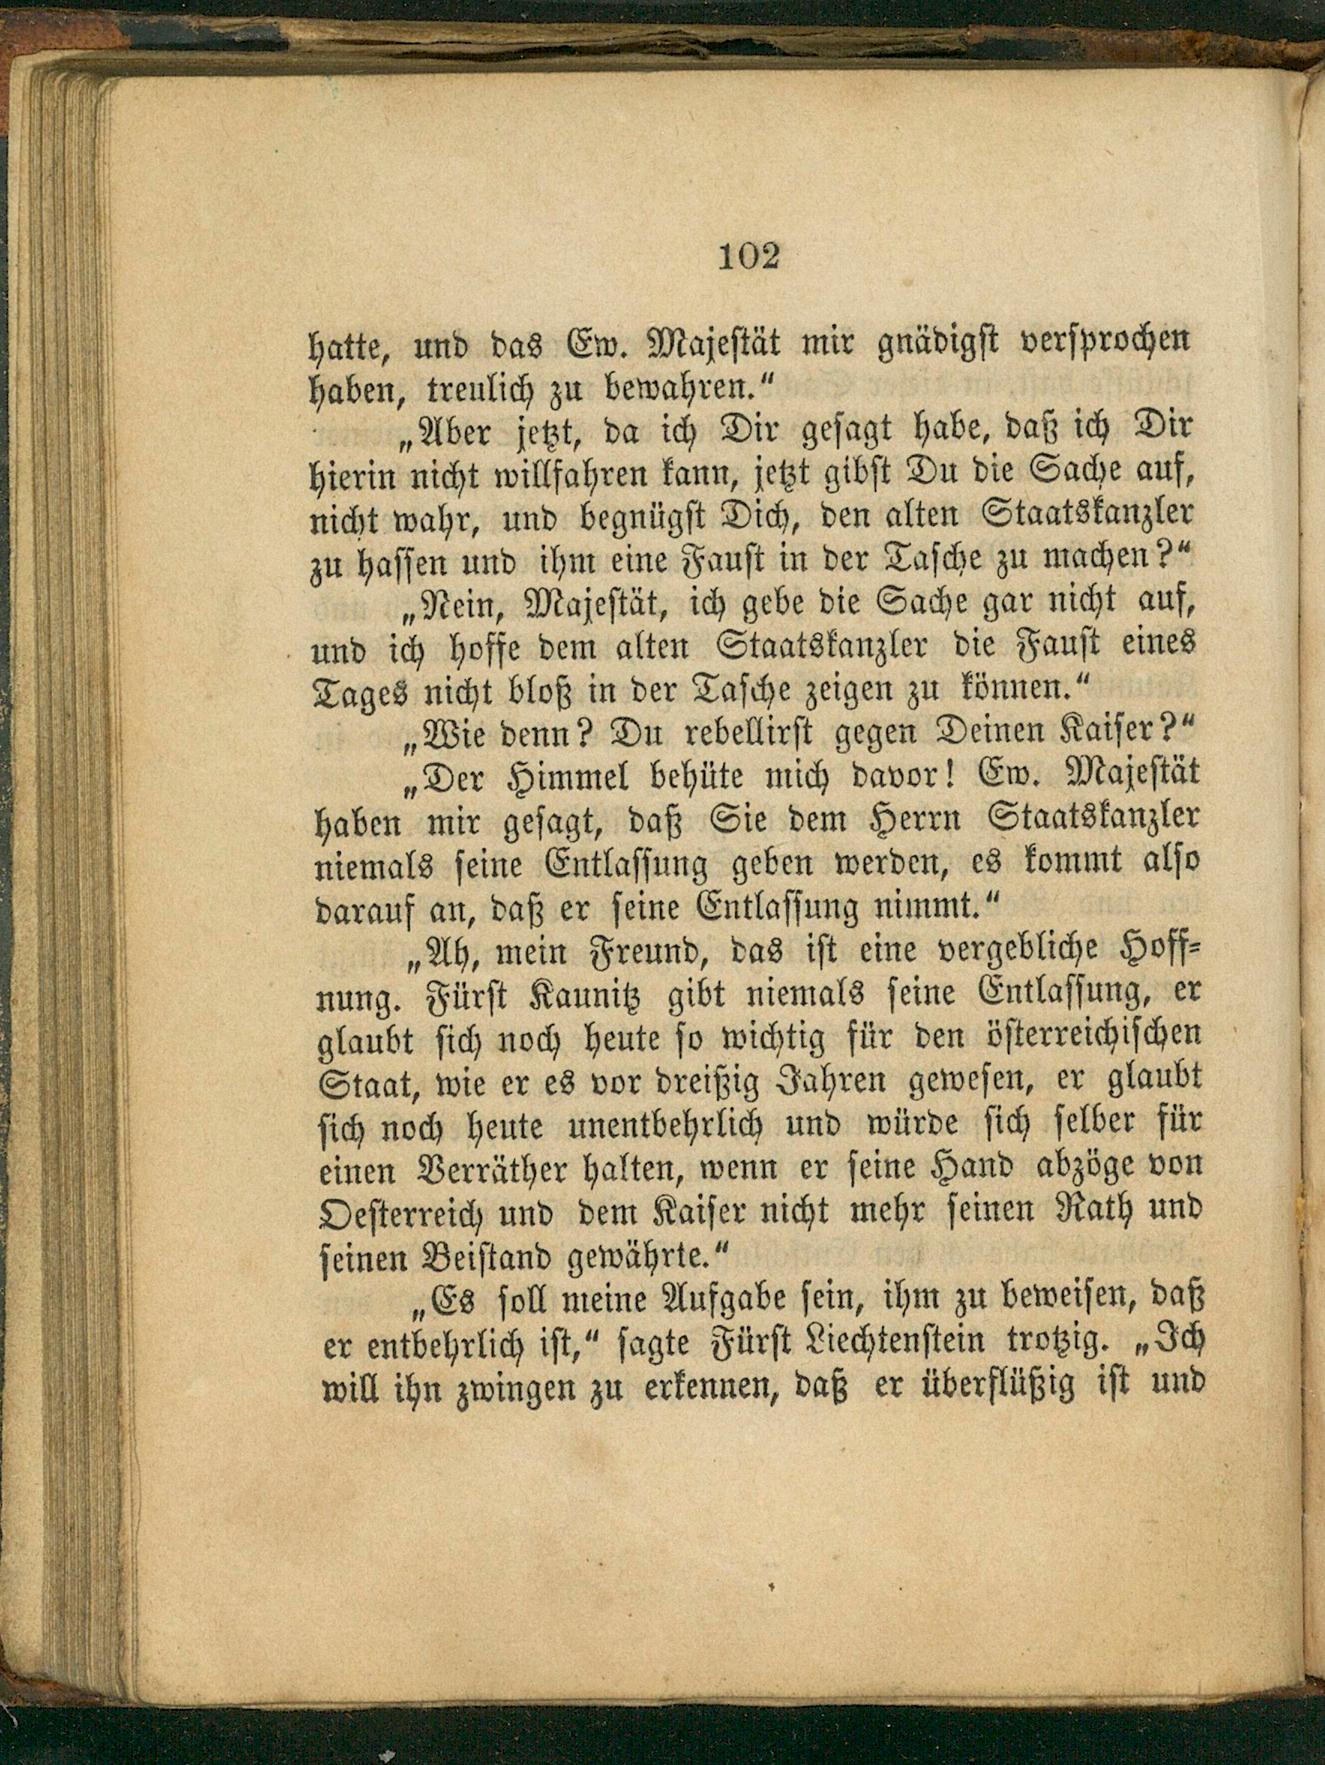 102
hatte, und das Ew. Majestät mir gnädigst versprochen
haben, treulich zu bewahren.“
„Aber jetzt, da ich Dir gesagt habe, daß ich Dir
hierin nicht willfahren kann, jetzt gibst Du die Sache auf,
nicht wahr, und begnügst Dich, den alten Staatskanzler
zu hassen und ihm eine Faust in der Tasche zu machen?“
„Nein, Majestät, ich gebe die Sache gar nicht auf,
und ich hoffe dem alten Staatskanzler die Faust eines
Tages nicht bloß in der Tasche zeigen zu können.“
„Wie denn? Du rebellirst gegen Deinen Kaiser?“
„Der Himmel behüte mich davor! Ew. Majestät
haben mir gesagt, daß Sie dem Herrn Staatskanzler
niemals seine Entlassung geben werden, es kommt also
darauf an, daß er seine Entlassung nimmt.“
„Ah, mein Freund, das ist eine vergebliche Hoff-
nung. Fürst Kaunitz gibt niemals seine Entlassung, er
glaubt sich noch heute so wichtig für den österreichischen
Staat, wie er es vor dreißig Jahren gewesen, er glaubt
sich noch heute unentbehrlich und würde sich selber für
einen Verräther halten, wenn er seine Hand abzöge von
Oesterreich und dem Kaiser nicht mehr seinen Rath und
seinen Beistand gewährte.“
„Es soll meine Aufgabe sein, ihm zu beweisen, daß
er entbehrlich ist,“ sagte Fürst Liechtenstein trotzig. „Ich
will ihn zwingen zu erkennen, daß er überflüßig ist und